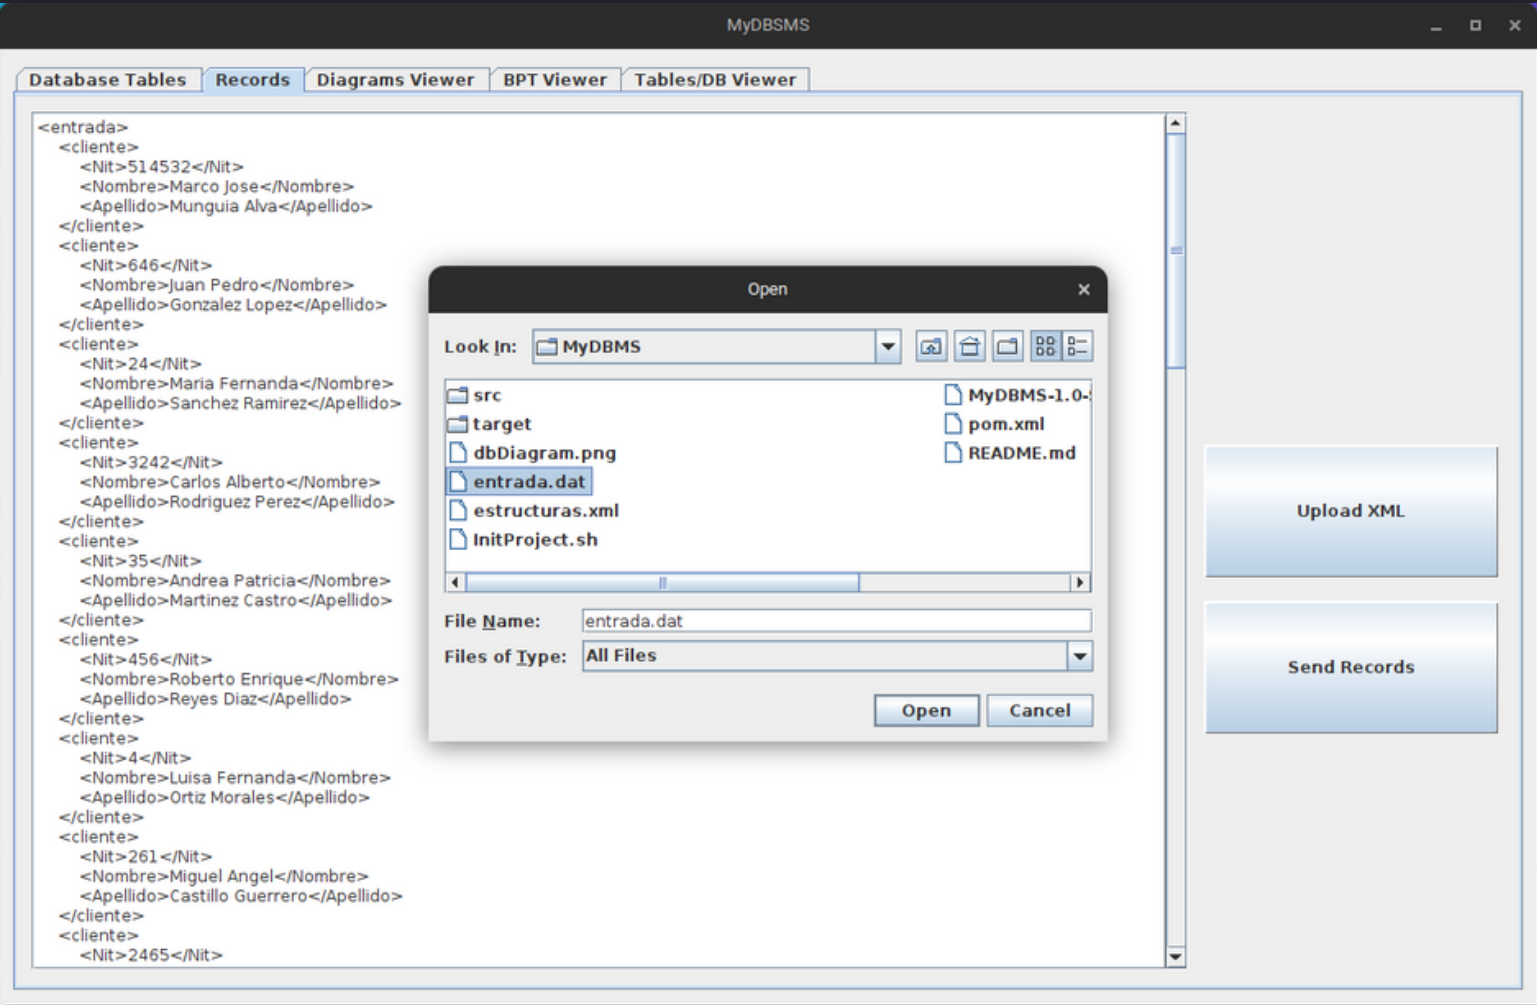 MyDBSMS
Database Tables
Records
Diagrams Viewer
BPT Viewer
Tables/DB Viewer
<entrada>
<cliente>
<Nit>514532</Nit>
<Nombre>Marco Jose</Nombre>
<Apellido>Munguia Alva</Apellido>
</cliente>
<cliente>
<Nit>646</Nit>
<Nombre>Juan Pedro</Nombre>
<Apellido>Gonzalez Lopez</Apellido>
</cliente>
<cliente>
<Nit>24</Nit>
<Nombre>Maria Fernanda</Nombre>
<Apellido>Sanchez Ramirez</Apellido>
</cliente>
<cliente>
<Nit>3242</Nit>
<Nombre>Carlos Alberto</Nombre>
<Apellido>Rodriguez Perez</Apellido>
</cliente>
<cliente>
<Nit>35</Nit>
<Nombre>Andrea Patricia</Nombre>
<Apellido>Martinez Castro</Apellido>
</cliente>
<cliente>
<Nit>456</Nit>
<Nombre>Roberto Enrique</Nombre>
<Apellido>Reyes Diaz</Apellido>
</cliente>
<cliente>
<Nit>4</Nit>
<Nombre>Luisa Fernanda</Nombre>
<Apellido>Ortiz Morales</Apellido>
</cliente>
<cliente>
<Nit>261</Nit>
<Nombre>Miguel Angel</Nombre>
<Apellido>Castillo Guerrero</Apellido>
</cliente>
<cliente>
<Nit>2465</Nit>
Open
Look In:
MyDBMS
src
target
dbDiagram.png
entrada.dat
estructuras.xml
InitProject.sh
MyDBMS-1.0-
pom.xml
README.md
File Name:
entrada.dat
Files of Type:
All Files
Open
Cancel
Upload XML
Send Records